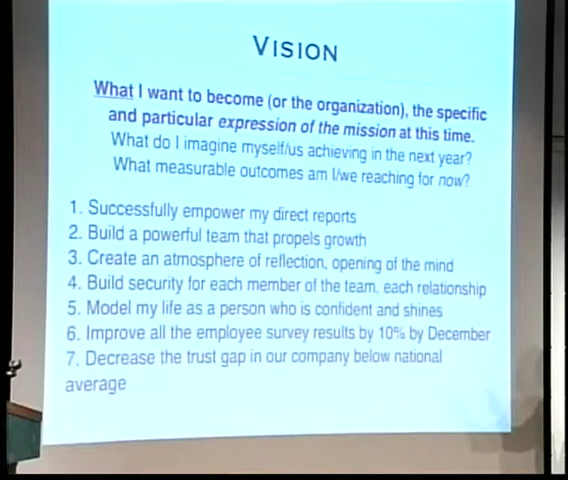 VISION
What I want to become (or the organization), the specific
and particular expression of the mission at this time.
What do I imagine myself/us achieving in the next year?
What measurable outcomes am I/we reaching for now?
1. Successfully empower my direct reports
2. Build a powerful team that propels growth
3. Create an atmosphere of reflection, opening of the mind
4. Build security for each member of the team, each relationship
5. Model my life as a person who is confident and shines
6. Improve all the employee survey results by 10% by December
7. Decrease the trust gap in our company below national
average